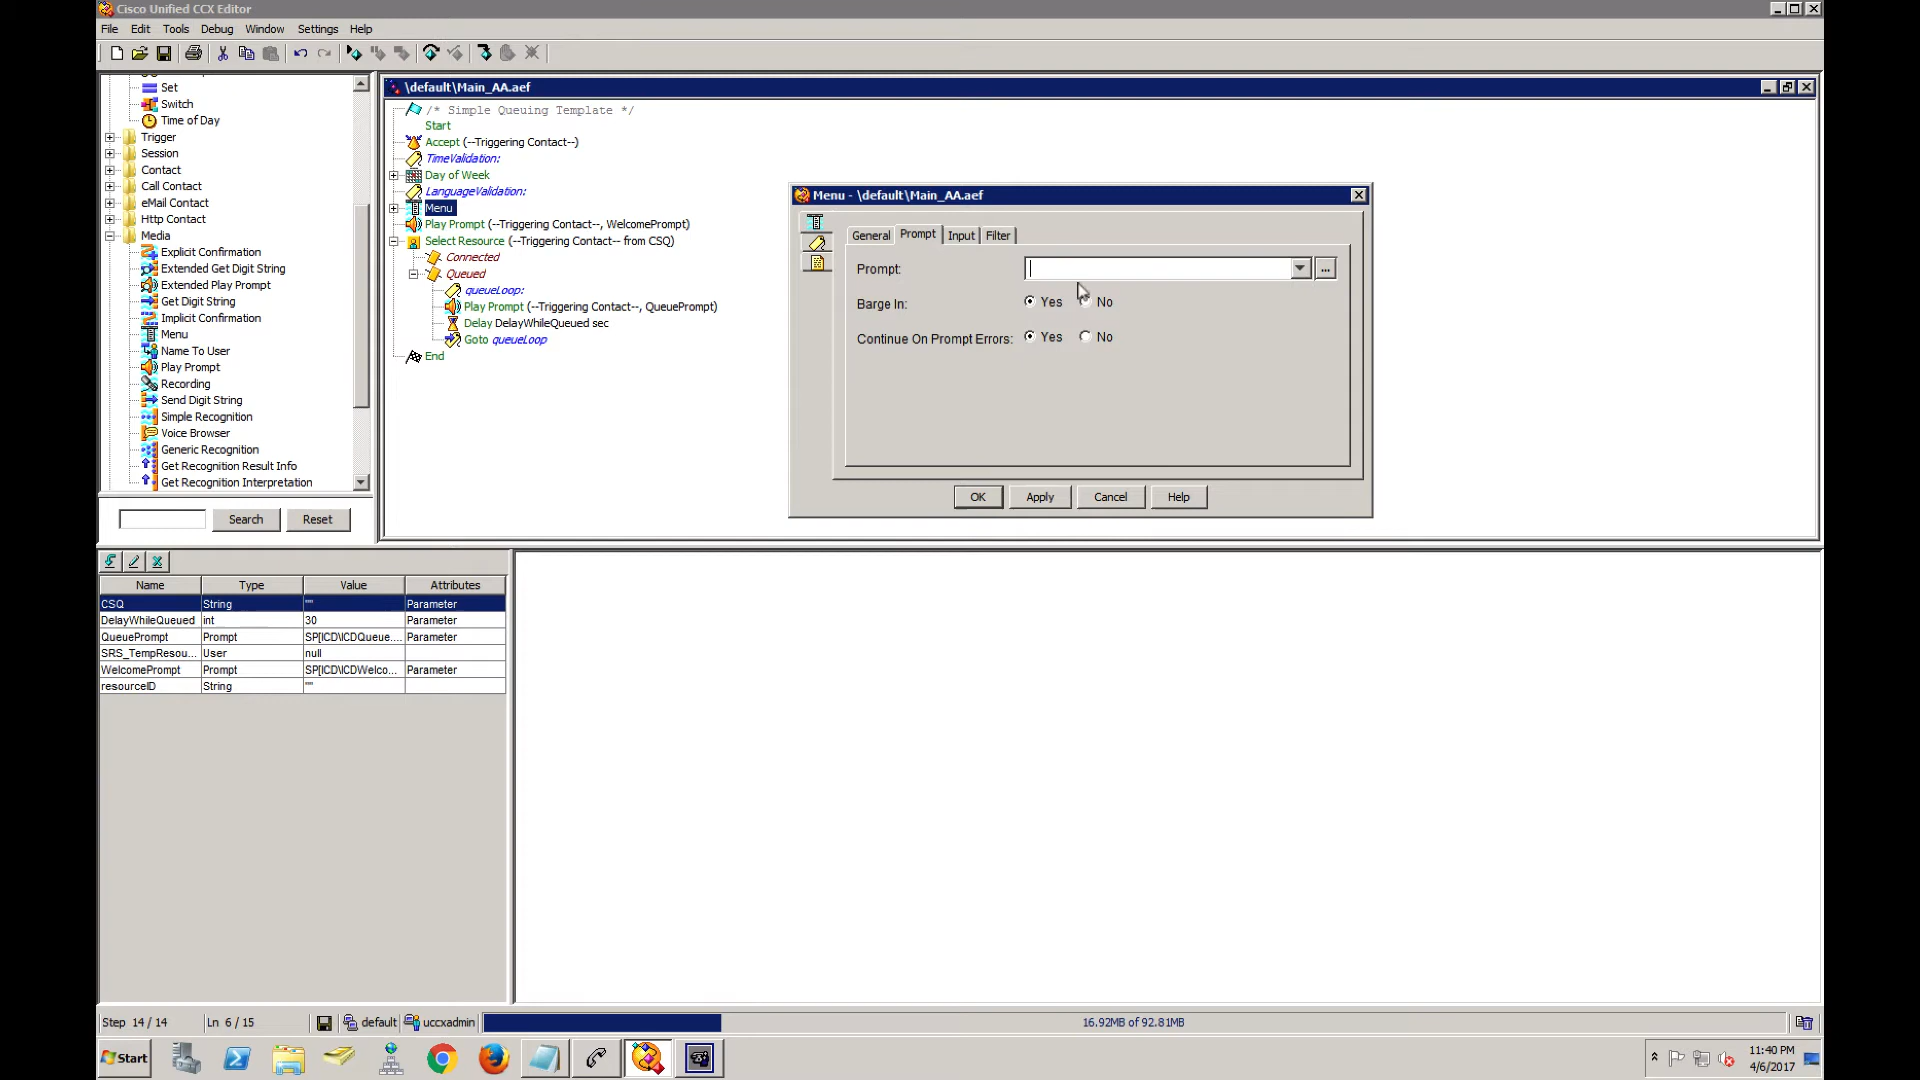 Cisco Unified CCX Editor
File Edit Tools Debug Window Settings Help
Set
Switch
Time of Day
Trigger
Session
Contact
Call Contact
eMail Contact
Http Contact
Media
Explicit Confirmation
Extended Get Digit String
Extended Play Prompt
Get Digit String
Implicit Confirmation
Menu
Name To User
Play Prompt
Recording
Send Digit String
Simple Recognition
Voice Browser
Generic Recognition
Get Recognition Result Info
Get Recognition Interpretation
Search Reset
\default\Main_AA.aef
/* Simple Queuing Template */
Start
Accept (--Triggering Contact--)
TimeValidation:
Day of Week
LanguageValidation:
Menu
Play Prompt (--Triggering Contact--, WelcomePrompt)
Select Resource (--Triggering Contact-- from CSQ)
Connected
Queued
queueLoop:
Play Prompt (--Triggering Contact--, QueuePrompt)
Delay DelayWhileQueued sec
Goto queueLoop
End
Menu - \default\Main_AA.aef
General Prompt Input Filter
Prompt: ...
Barge In: Yes No
Continue On Prompt Errors: Yes No
OK Apply Cancel Help
Name Type Value Attributes
CSQ String "" Parameter
DelayWhileQueued int 30 Parameter
QueuePrompt Prompt SP[ICD\ICDQueue.... Parameter
SRS_TempResou... User null
WelcomePrompt Prompt SP[ICD\ICDWelco... Parameter
resourceID String ""
Step 14 / 14 Ln 6 / 15 default uccxadmin 16.92MB of 92.81MB
Start
11:40 PM
4/6/2017